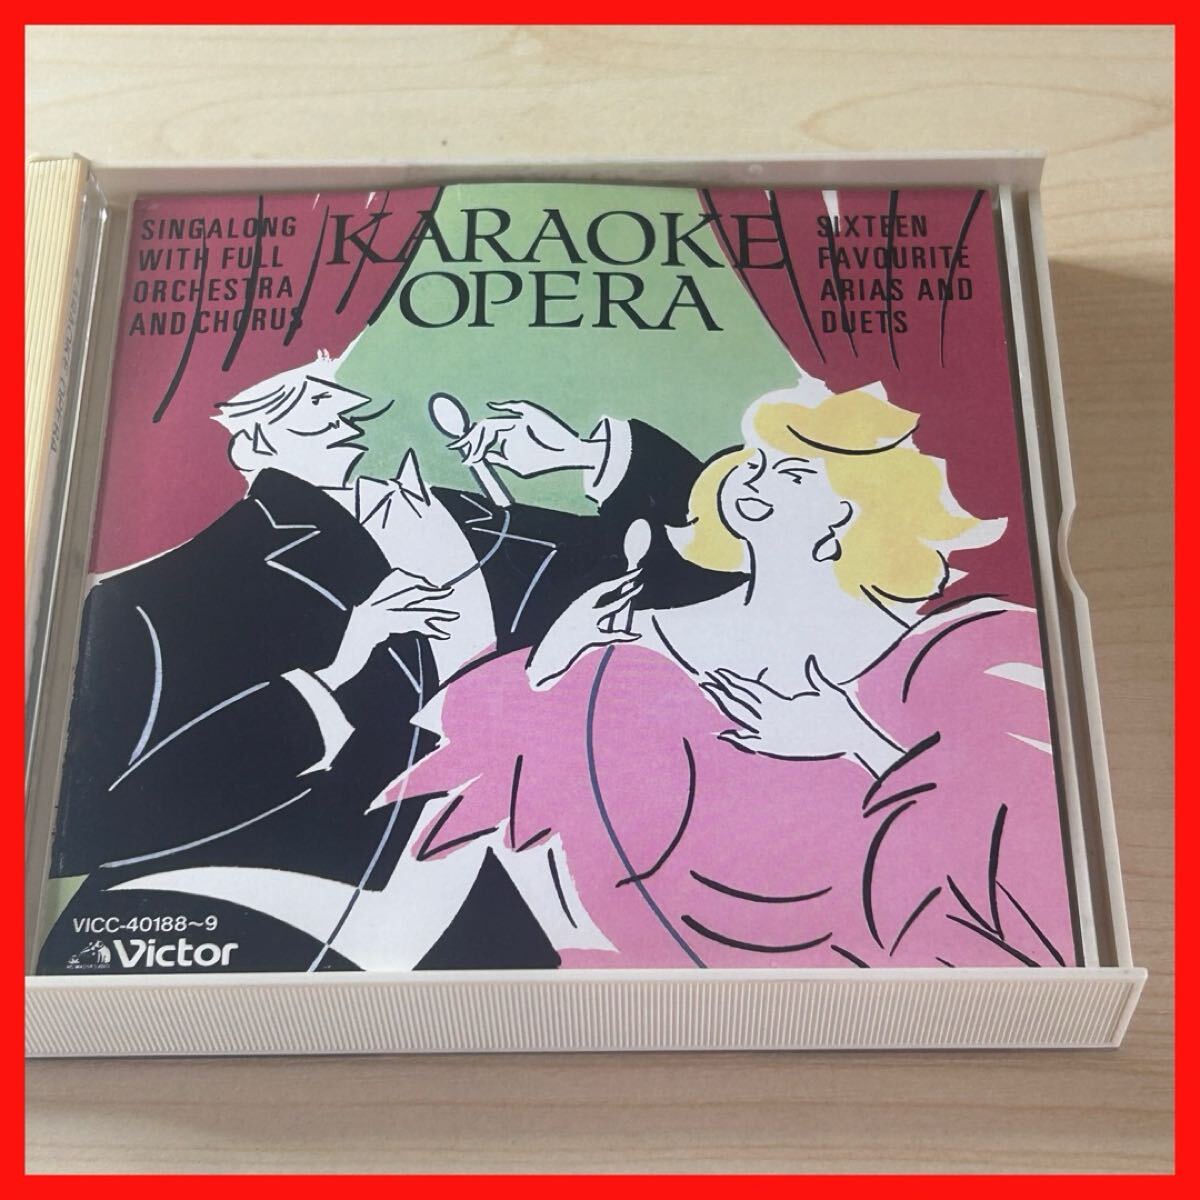 SINGALONG
WITH FULL
ORCHESTRA
AND CHORUS
KARAOKE
OPERA
SIXTEEN
FAVOURITE
ARIAS AND
DUETS
VICC-40188~9
Victor